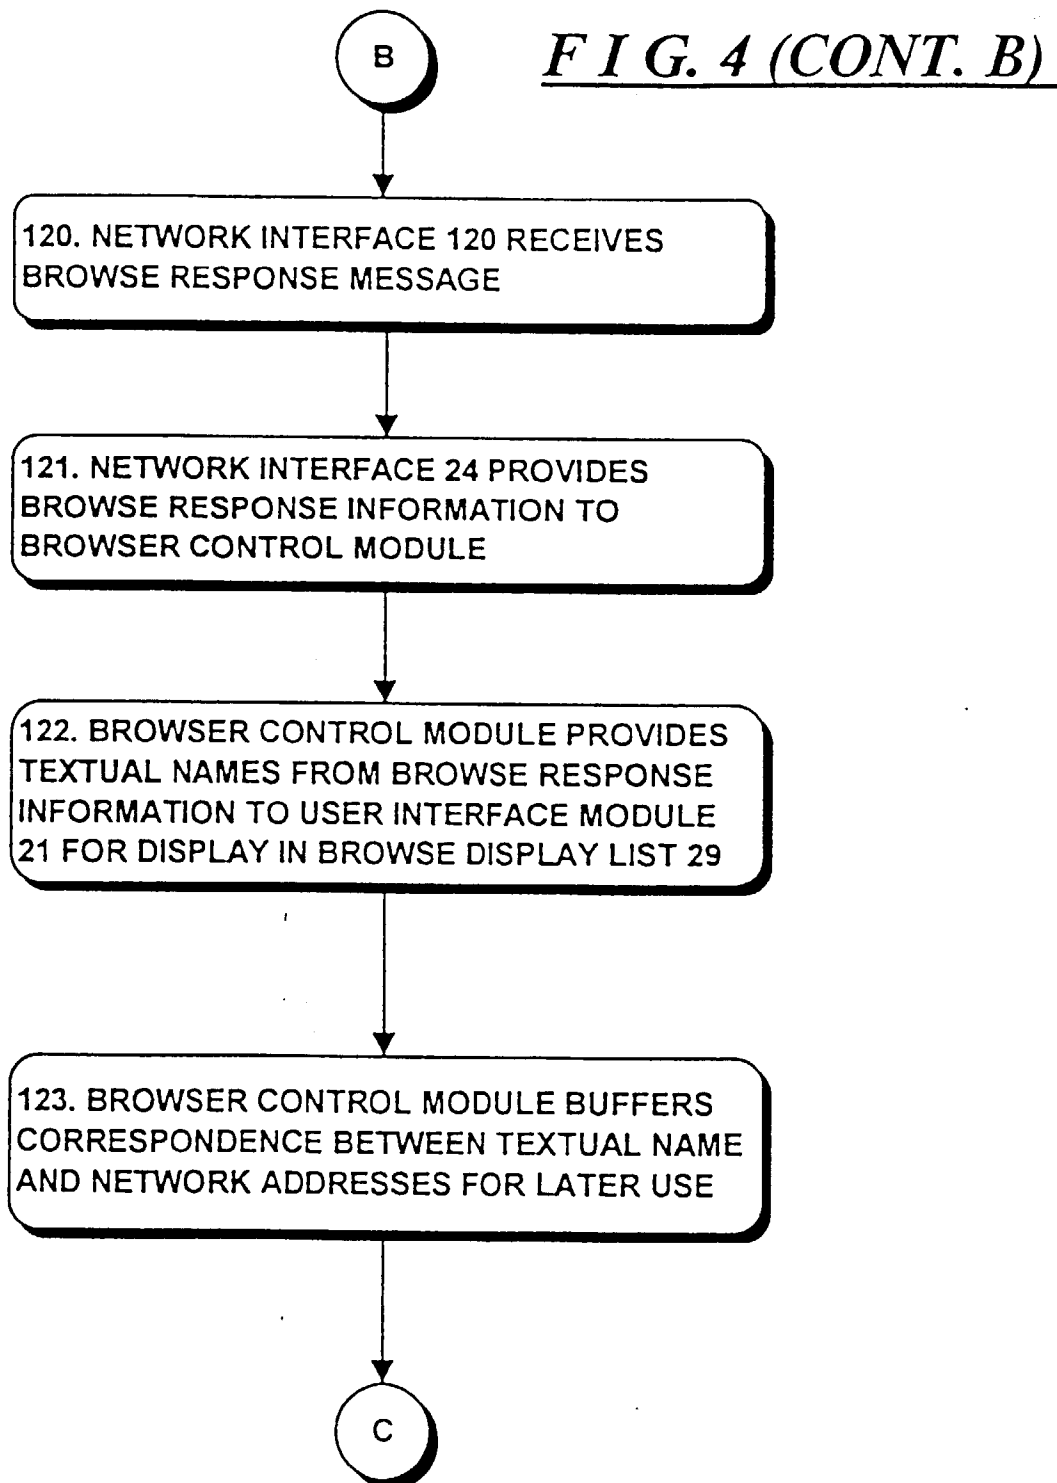 B
F I G. 4 (CONT. B)
120. NETWORK INTERFACE 120 RECEIVES
BROWSE RESPONSE MESSAGE
121. NETWORK INTERFACE 24 PROVIDES
BROWSE RESPONSE INFORMATION TO
BROWSER CONTROL MODULE
122. BROWSER CONTROL MODULE PROVIDES
TEXTUAL NAMES FROM BROWSE RESPONSE
INFORMATION TO USER INTERFACE MODULE
21 FOR DISPLAY IN BROWSE DISPLAY LIST 29
123. BROWSER CONTROL MODULE BUFFERS
CORRESPONDENCE BETWEEN TEXTUAL NAME
AND NETWORK ADDRESSES FOR LATER USE
C